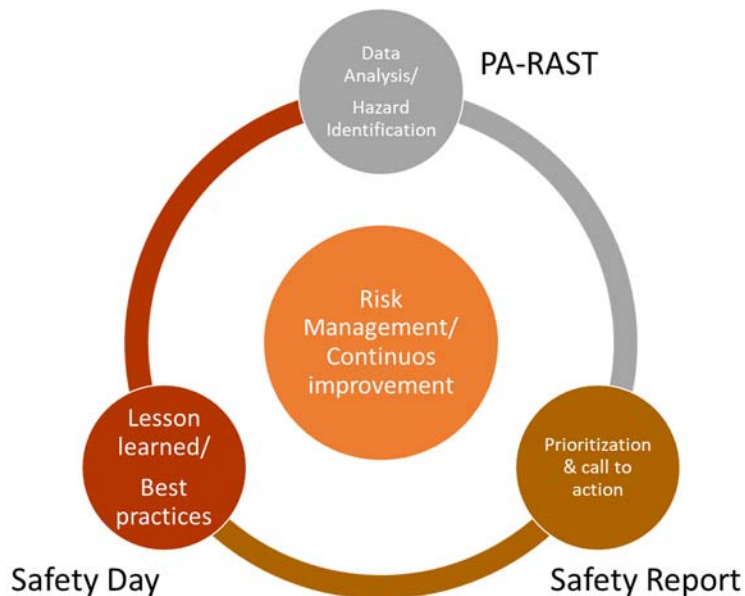 Data
Analysis/
Hazard
Identification
PA-RAST
Risk
Management/
Continuos
improvement
Lesson
learned/
Best
practices
Prioritization
& call to
action
Safety Day
Safety Report